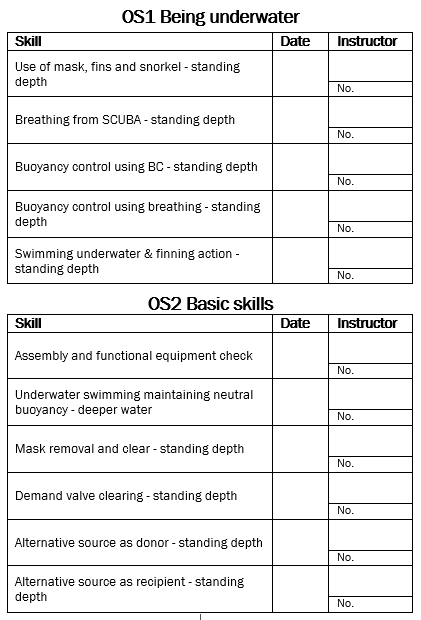 OS1 Being underwater
Skill Date Instructor
Use of mask, fins and snorkel - standing
depth
No.
Breathing from SCUBA - standing depth
No.
Buoyancy control using BC - standing depth
No.
Buoyancy control using breathing - standing
depth
No.
Swimming underwater & finning action -
standing depth
No.
OS2 Basic skills
Skill Date Instructor
Assembly and functional equipment check
No.
Underwater swimming maintaining neutral
buoyancy - deeper water
No.
Mask removal and clear - standing depth
No.
Demand valve clearing - standing depth
No.
Alternative source as donor - standing depth
No.
Alternative source as recipient - standing
depth
No.